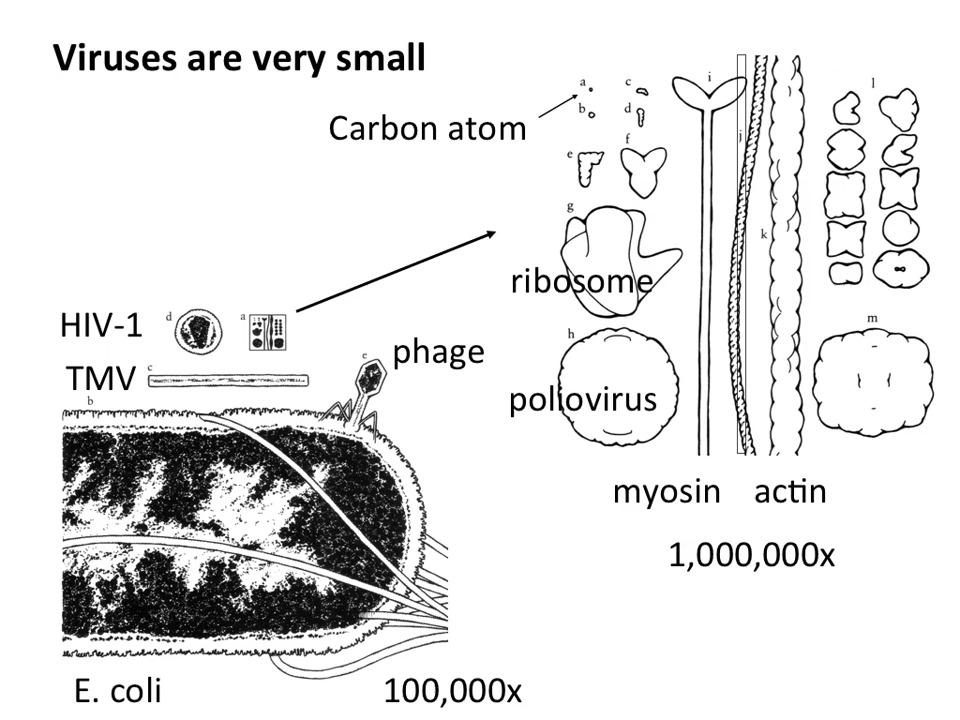 Viruses are very small
Carbon atom
a
b
c
d
e
f
g
h
i
j
k
l
m
ribosome
poliovirus
myosin actin
1,000,000x
HIV-1
d
a
TMV
c
b
e
phage
E. coli
100,000x